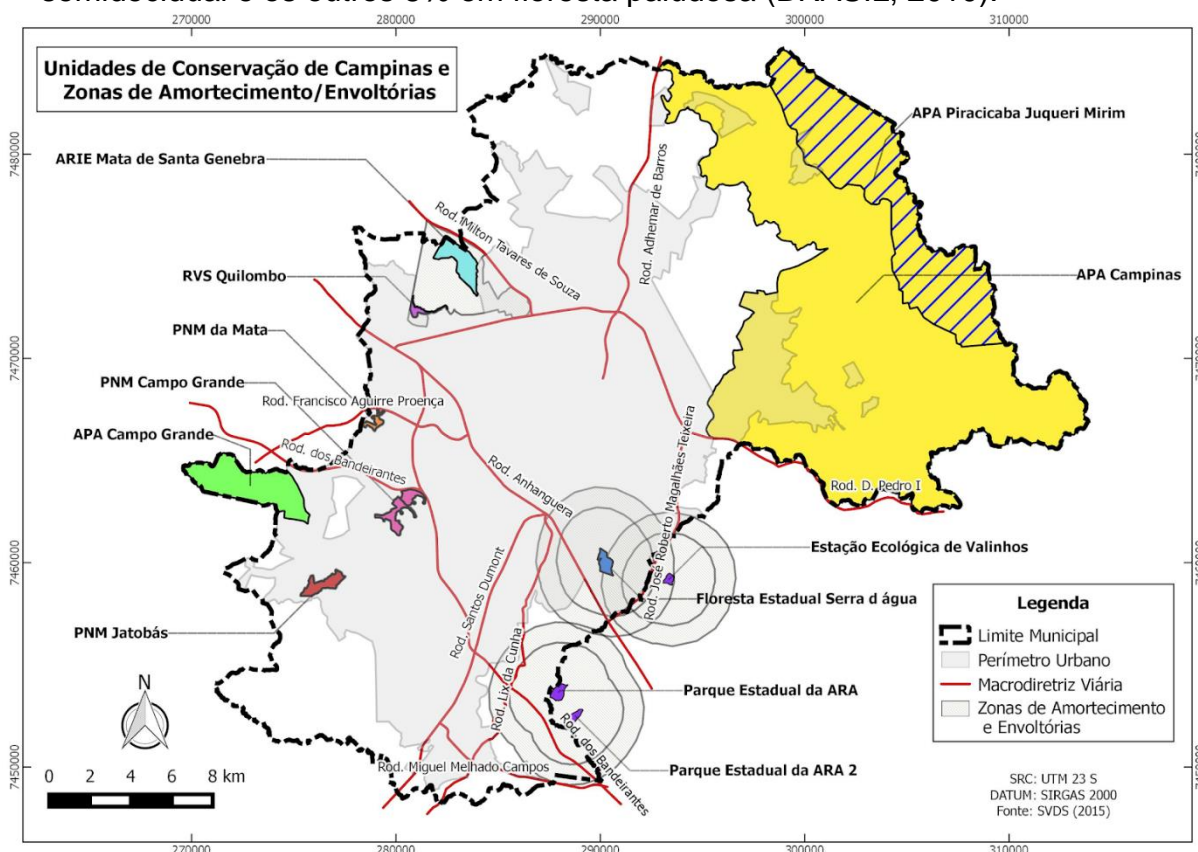 270000 280000 290000 300000 310000
Unidades de Conservação de Campinas e
Zonas de Amortecimento/Envoltórias
7480000
7470000
7460000
7450000
ARIE Mata de Santa Genebra
RVS Quilombo
PNM da Mata
PNM Campo Grande
APA Campo Grande
PNM Jatobás
APA Piracicaba Juqueri Mirim
APA Campinas
Estação Ecológica de Valinhos
Floresta Estadual Serra d água
Parque Estadual da ARA
Parque Estadual da ARA 2
Rod. Milton Tavares de Souza
Rod. Adhemar de Barros
Rod. Francisco Aguirre Proença
Rod. dos Bandeirantes
Rod. Anhanguera
Rod. José Roberto Magalhães Teixeira
Rod. D. Pedro I
Rod. Santos Dumont
Rod. Lix da Cunha
Rod. dos Bandeirantes
Rod. Miguel Melhado Campos
N
0 2 4 6 8 km
Legenda
Limite Municipal
Perímetro Urbano
Macrodiretriz Viária
Zonas de Amortecimento
e Envoltórias
SRC: UTM 23 S
DATUM: SIRGAS 2000
Fonte: SVDS (2015)
270000 280000 290000 300000 310000